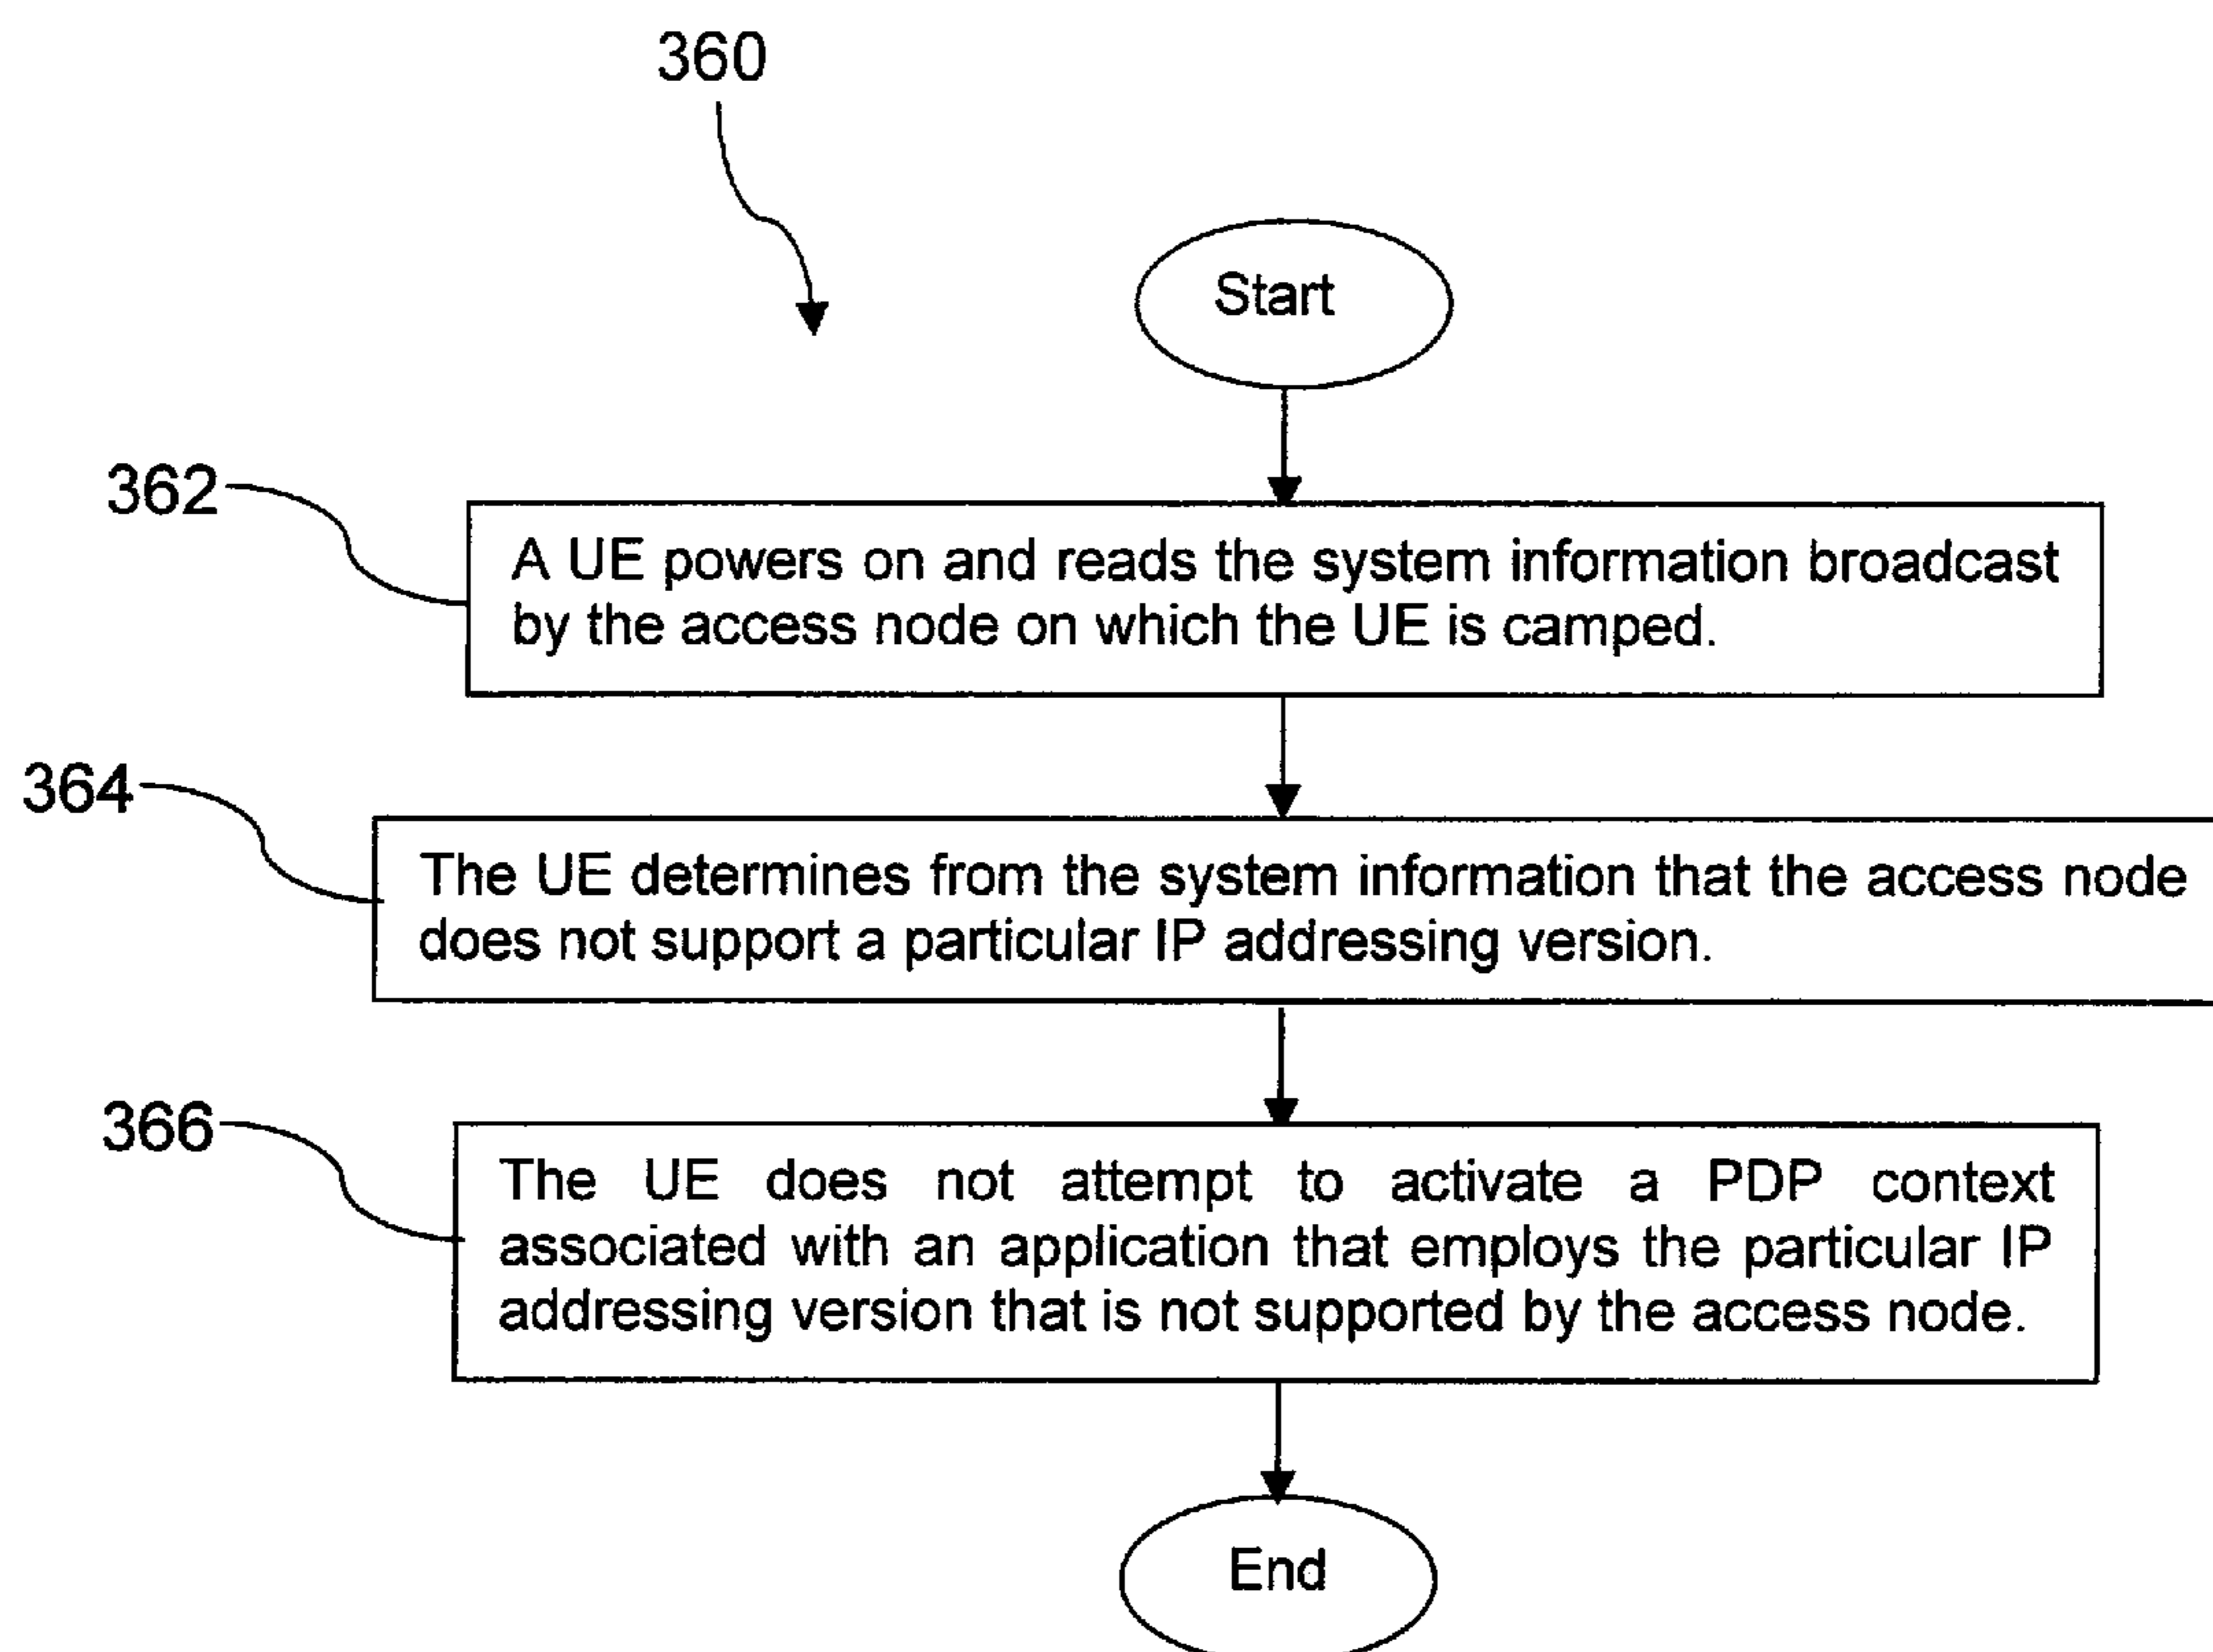 360
Start
362
A UE powers on and reads the system information broadcast
by the access node on which the UE is camped.
364
The UE determines from the system information that the access node
does not support a particular IP addressing version.
366
The UE does not attempt to activate a PDP context
associated with an application that employs the particular IP
addressing version that is not supported by the access node.
End